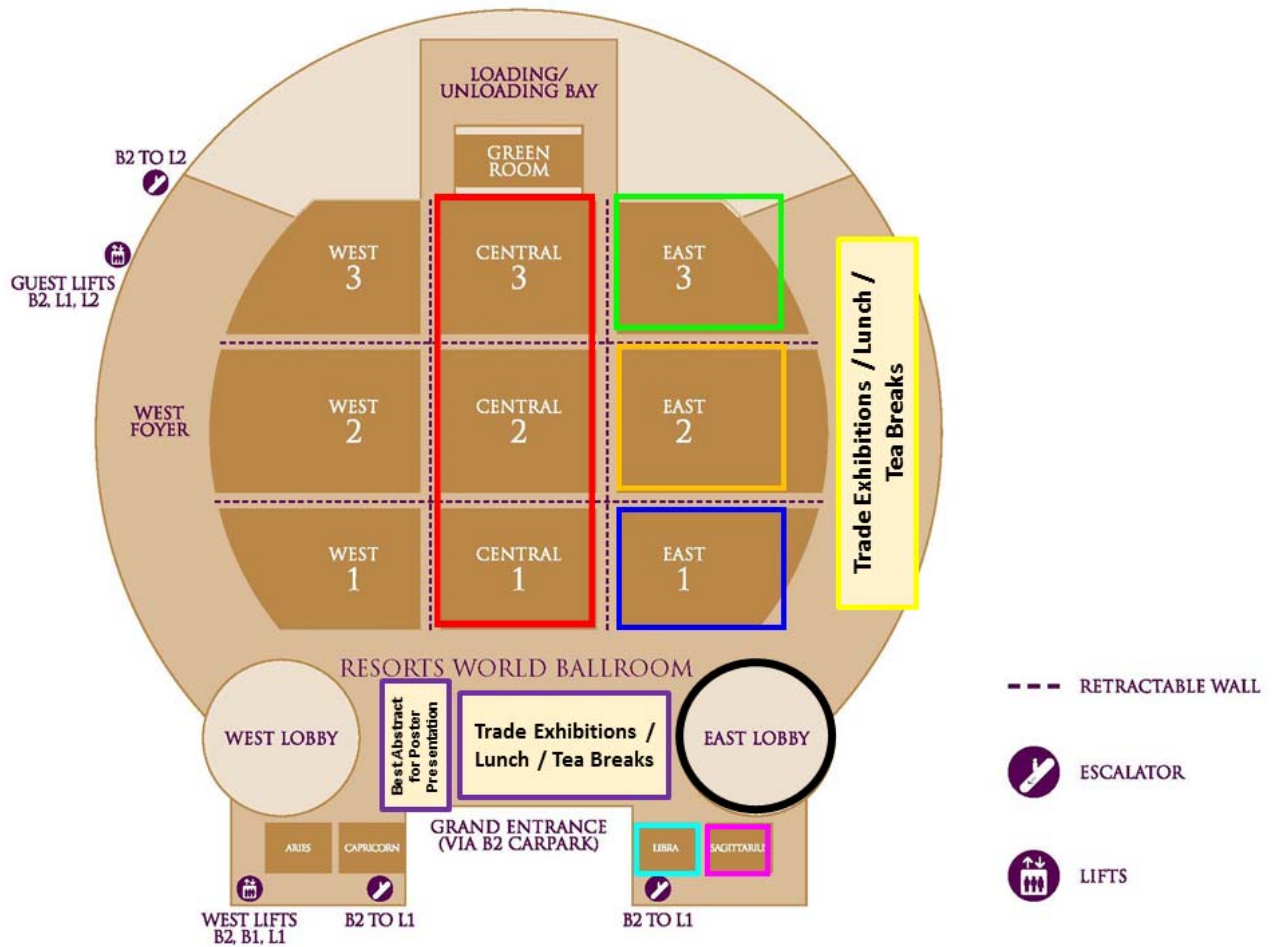 LOADING/
UNLOADING BAY
GREEN
ROOM
B2 TO L2
GUEST LIFTS
B2, L1, L2
WEST
3
CENTRAL
3
EAST
3
WEST
FOYER
WEST
2
CENTRAL
2
EAST
2
Trade Exhibitions / Lunch /
Tea Breaks
WEST
1
CENTRAL
1
EAST
1
RESORTS WORLD BALLROOM
WEST LOBBY
Best Abstract
for Poster
Presentation
Trade Exhibitions /
Lunch / Tea Breaks
EAST LOBBY
GRAND ENTRANCE
(VIA B2 CARPARK)
ARIES
CAPRICORN
LIBRA
SAGITTARIUS
WEST LIFTS
B2, B1, L1
B2 TO L1
B2 TO L1
RETRACTABLE WALL
ESCALATOR
LIFTS